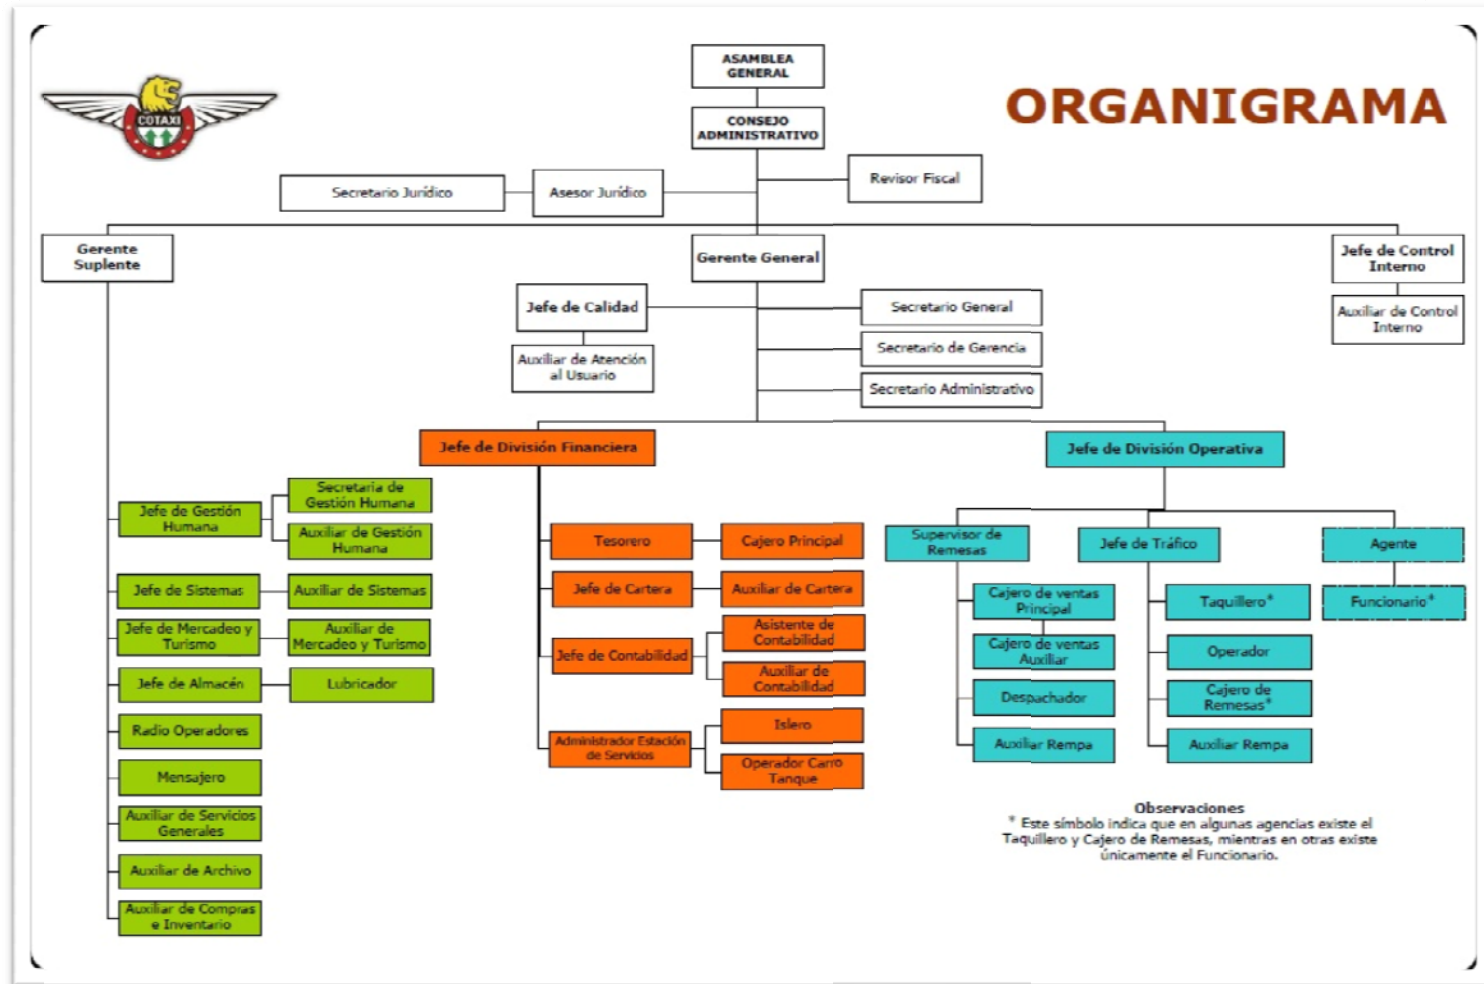 ASAMBLEA
GENERAL
COTAXI
ORGANIGRAMA
CONSEJO
ADMINISTRATIVO
Secretario Jurídico
Asesor Jurídico
Revisor Fiscal
Gerente
Suplente
Gerente General
Jefe de Control
Interno
Auxiliar de Control
Interno
Jefe de Calidad
Auxiliar de Atención
al Usuario
Secretario General
Secretario de Gerencia
Secretario Administrativo
Jefe de División Financiera
Jefe de División Operativa
Jefe de Gestión
Humana
Secretaria de
Gestión Humana
Auxiliar de Gestión
Humana
Jefe de Sistemas
Auxiliar de Sistemas
Jefe de Mercadeo y
Turismo
Auxiliar de
Mercadeo y Turismo
Jefe de Almacén
Lubricador
Radio Operadores
Mensajero
Auxiliar de Servicios
Generales
Auxiliar de Archivo
Auxiliar de Compras
e Inventario
Tesorero
Cajero Principal
Jefe de Cartera
Auxiliar de Cartera
Jefe de Contabilidad
Asistente de
Contabilidad
Auxiliar de
Contabilidad
Administrador Estación
de Servicios
Islero
Operador Carro
Tanque
Supervisor de
Remesas
Cajero de ventas
Principal
Cajero de ventas
Auxiliar
Despachador
Auxiliar Rempa
Jefe de Tráfico
Taquillero*
Operador
Cajero de
Remesas*
Auxiliar Rempa
Agente
Funcionario*
Observaciones
* Este símbolo indica que en algunas agencias existe el
Taquillero y Cajero de Remesas, mientras en otras existe
únicamente el Funcionario.